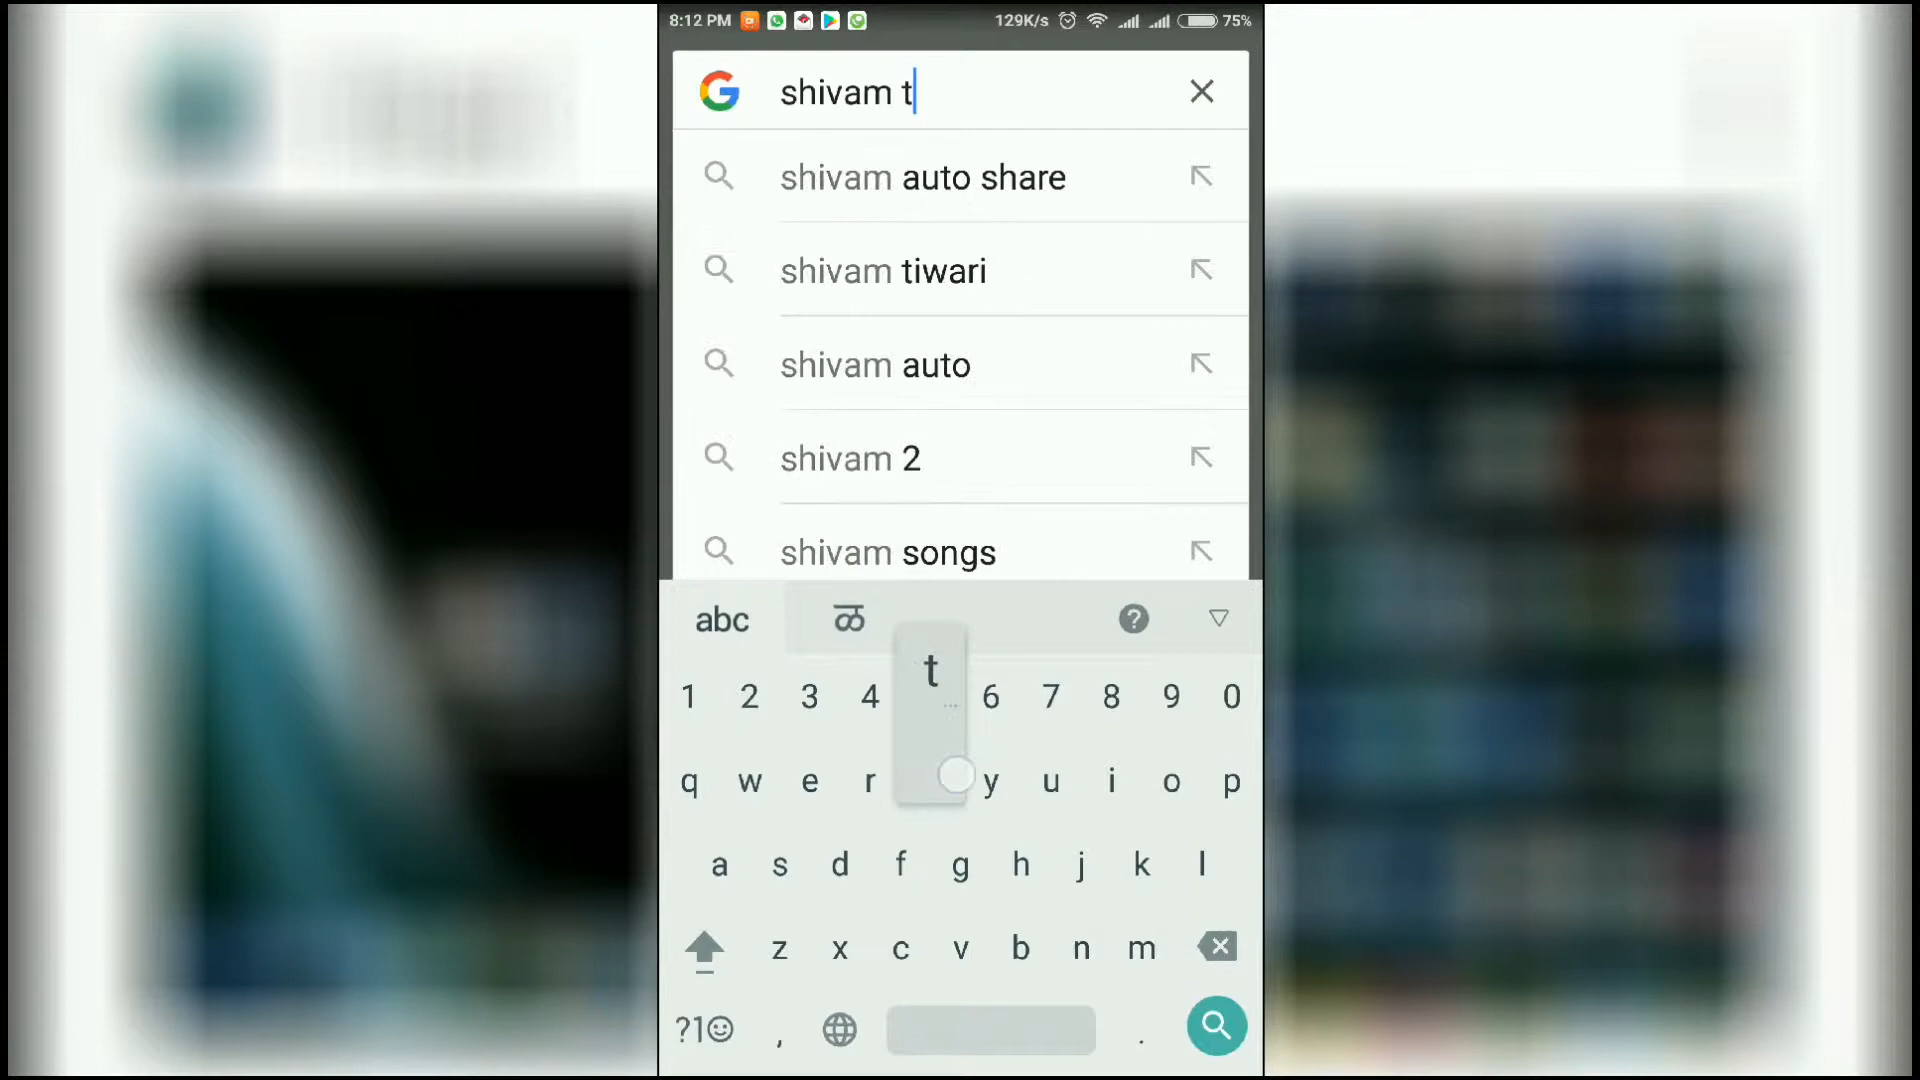 8:12 PM 129K/s 75%
shivam t
shivam auto share
shivam tiwari
shivam auto
shivam 2
shivam songs
abc ळ ?
t
1 2 3 4 6 7 8 9 0
q w e r y u i o p
a s d f g h j k l
z x c v b n m
?1☺ , .